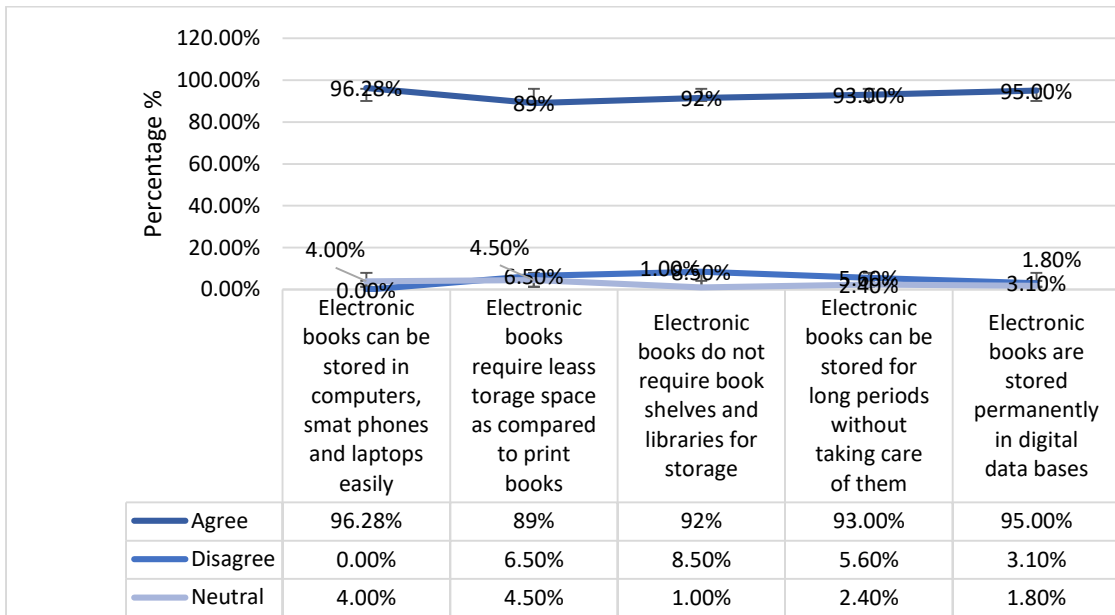 120.00%
100.00%
80.00%
60.00%
40.00%
20.00%
0.00%
Percentage %
96.28%
89%
92%
93.00%
95.00%
4.00%
4.50%
1.00%
1.80%
0.00%
6.50%
8.50%
5.60%
2.40%
3.10%
Electronic
books can be
stored in
computers,
smat phones
and laptops
easily
Electronic
books
require leass
torage space
as compared
to print
books
Electronic
books do not
require book
shelves and
libraries for
storage
Electronic
books can be
stored for
long periods
without
taking care
of them
Electronic
books are
stored
permanently
in digital
data bases
Agree 96.28% 89% 92% 93.00% 95.00%
Disagree 0.00% 6.50% 8.50% 5.60% 3.10%
Neutral 4.00% 4.50% 1.00% 2.40% 1.80%